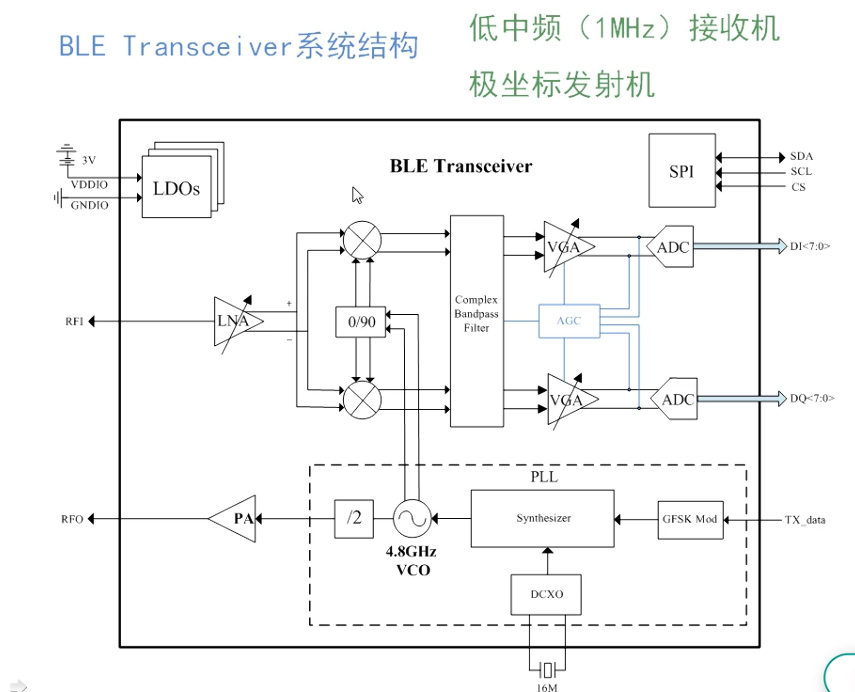 BLE Transceiver系统结构
低中频（1MHz）接收机
极坐标发射机
3V
VDDIO
GNDIO
LDOs
BLE Transceiver
SPI
SDA
SCL
CS
VGA
ADC
DI<7:0>
Complex
Bandpass
Filter
+
RFI
LNA
0/90
AGC
−
VGA
ADC
DQ<7:0>
PLL
RFO
PA
/2
Synthesizer
GFSK Mod
TX_data
4.8GHz
VCO
DCXO
16M